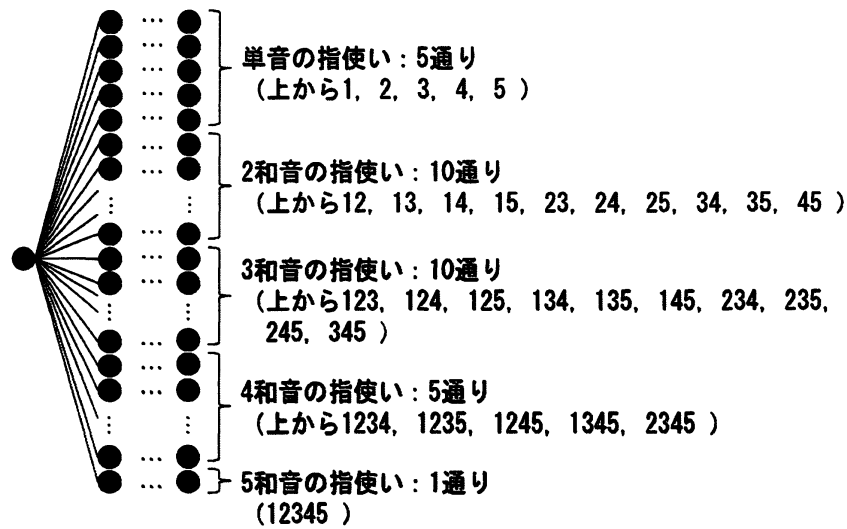 単音の指使い：5通り
(上から1, 2, 3, 4, 5 )
2和音の指使い：10通り
(上から12, 13, 14, 15, 23, 24, 25, 34, 35, 45 )
3和音の指使い：10通り
(上から123, 124, 125, 134, 135, 145, 234, 235,
245, 345 )
4和音の指使い：5通り
(上から1234, 1235, 1245, 1345, 2345 )
5和音の指使い：1通り
(12345 )